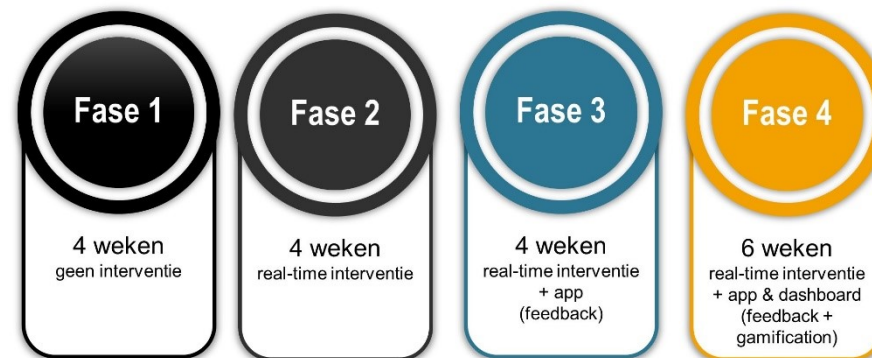 Fase 1
4 weken
geen interventie
Fase 2
4 weken
real-time interventie
Fase 3
4 weken
real-time interventie
+ app
(feedback)
Fase 4
6 weken
real-time interventie
+ app & dashboard
(feedback +
gamification)